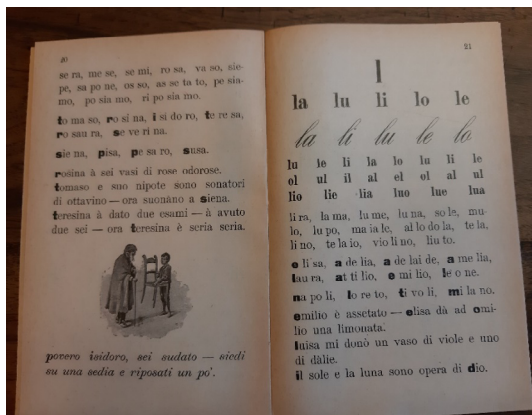 20
se ra, me se, se mi, ro sa, va so, sie-
pe, sa po ne, os so, as se ta to, pe sia-
mo, po sia mo, ri po sia mo.
to ma so, ro si na, i si do ro, te re sa,
ro sau ra, se ve ri na.
sie na, pisa, pe sa ro, susa.
rosina à sei vasi di rose odorose.
tomaso e suo nipote sono sonatori
di ottavino — ora suonano a siena.
teresina à dato due esami — à avuto
due sei — ora teresina è seria seria.
povero isidoro, sei sudato — siedi
su una sedia e riposati un po'.
21
l
la lu li lo le
la li lu le lo
lu le li la lo lu li le
ol ul il al el ol al ul
lio lie lia luo lue lua
li ra, la ma, lu me, lu na, so le, mu-
lo, lu po, ma ia le, al lo do la, te la,
li no, te la io, vio li no, liu to.
e li sa, a de lia, a de lai de, a me lia,
lau ra, at ti lio, e mi lio, le o ne.
na po li, lo re to, ti vo li, mi la no.
emilio è assetato — elisa dà ad emi-
lio una limonata.
luisa mi donò un vaso di viole e uno
di dàlie.
il sole e la luna sono opera di dio.